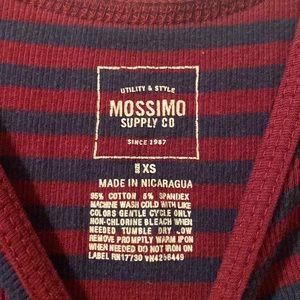 UTILITY & STYLE
MOSSIMO
SUPPLY CO
SINCE 1987
XS
MADE IN NICARAGUA
95% COTTON 5% SPANDEX
MACHINE WASH COLD WITH LIKE
COLORS GENTLE CYCLE ONLY
NON-CHLORINE BLEACH WHEN
NEEDED TUMBLE DRY LOW
REMOVE PROMPTLY WARM IRON
WHEN NEEDED DO NOT IRON ON
LABEL RN17730